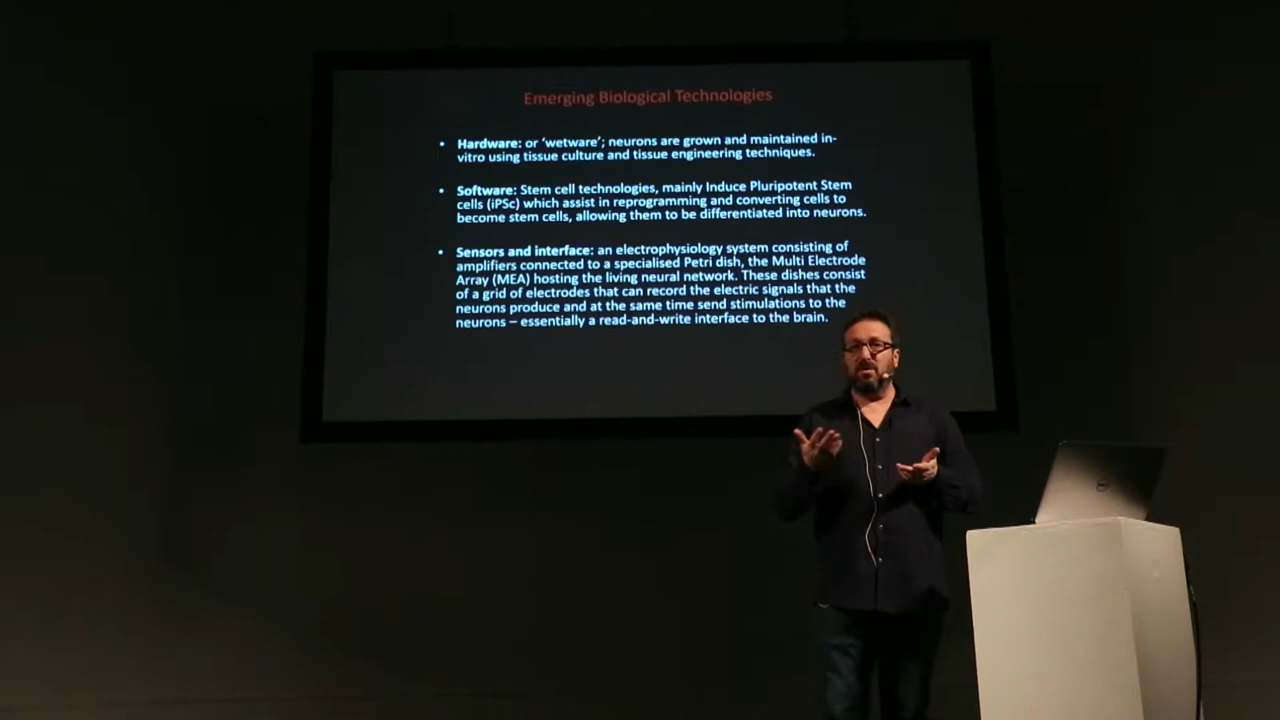 Emerging Biological Technologies
• Hardware: or ‘wetware’; neurons are grown and maintained in-
vitro using tissue culture and tissue engineering techniques.
• Software: Stem cell technologies, mainly Induce Pluripotent Stem
cells (iPSc) which assist in reprogramming and converting cells to
become stem cells, allowing them to be differentiated into neurons.
• Sensors and interface: an electrophysiology system consisting of
amplifiers connected to a specialised Petri dish, the Multi Electrode
Array (MEA) hosting the living neural network. These dishes consist
of a grid of electrodes that can record the electric signals that the
neurons produce and at the same time send stimulations to the
neurons – essentially a read-and-write interface to the brain.
DELL